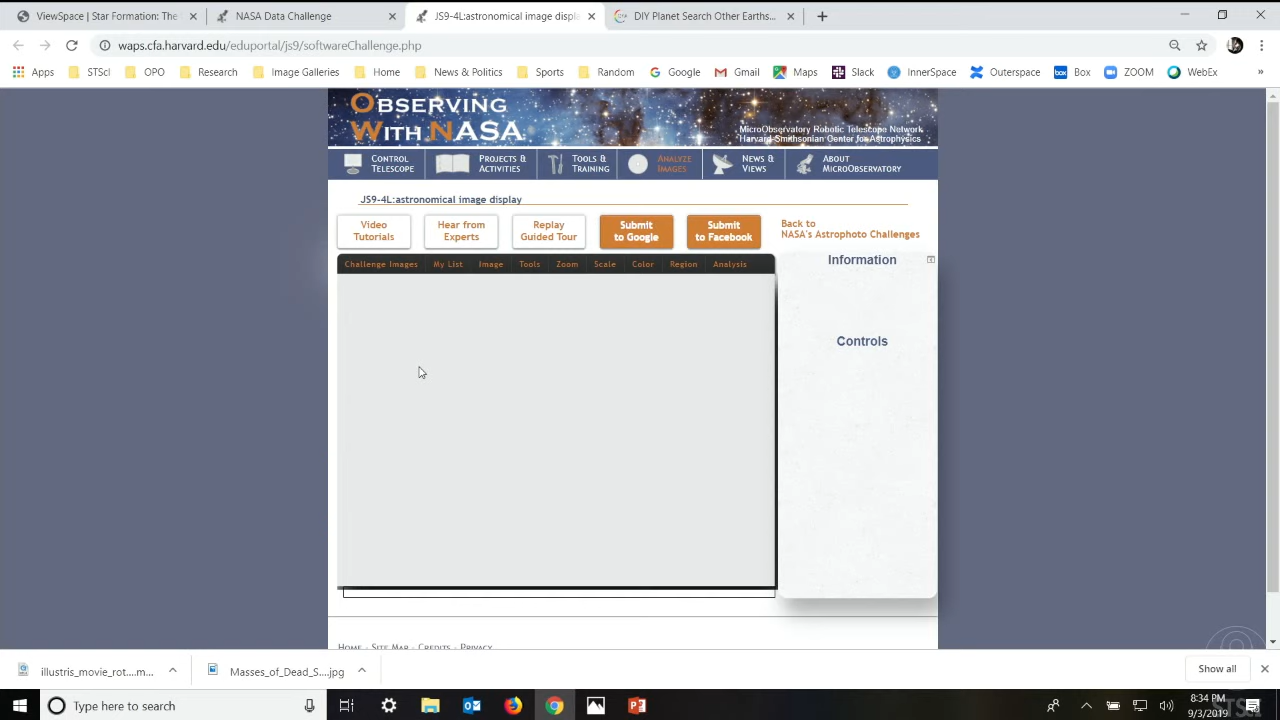 ViewSpace | Star Formation: The
NASA Data Challenge
JS9-4L:astronomical image displ
DIY Planet Search Other Earths...
waps.cfa.harvard.edu/eduportal/js9/softwareChallenge.php
Apps STScI OPO Research Image Galleries Home News & Politics Sports Random Google Gmail Maps Slack InnerSpace Outerspace Box ZOOM WebEx »
OBSERVING
WITH NASA
MicroObservatory Robotic Telescope Network
Harvard-Smithsonian Center for Astrophysics
CONTROL
TELESCOPE
PROJECTS &
ACTIVITIES
TOOLS &
TRAINING
ANALYZE
IMAGES
NEWS &
VIEWS
ABOUT
MICROOBSERVATORY
JS9-4L:astronomical image display
Video
Tutorials
Hear from
Experts
Replay
Guided Tour
Submit
to Google
Submit
to Facebook
Back to
NASA's Astrophoto Challenges
Challenge Images My List Image Tools Zoom Scale Color Region Analysis
Information
Controls
HOME - SITE MAP - CREDITS - PRIVACY
illustris_movie_rot....m...
Masses_of_Dead_S....jpg
Show all
Type here to search
8:34 PM
9/3/2019